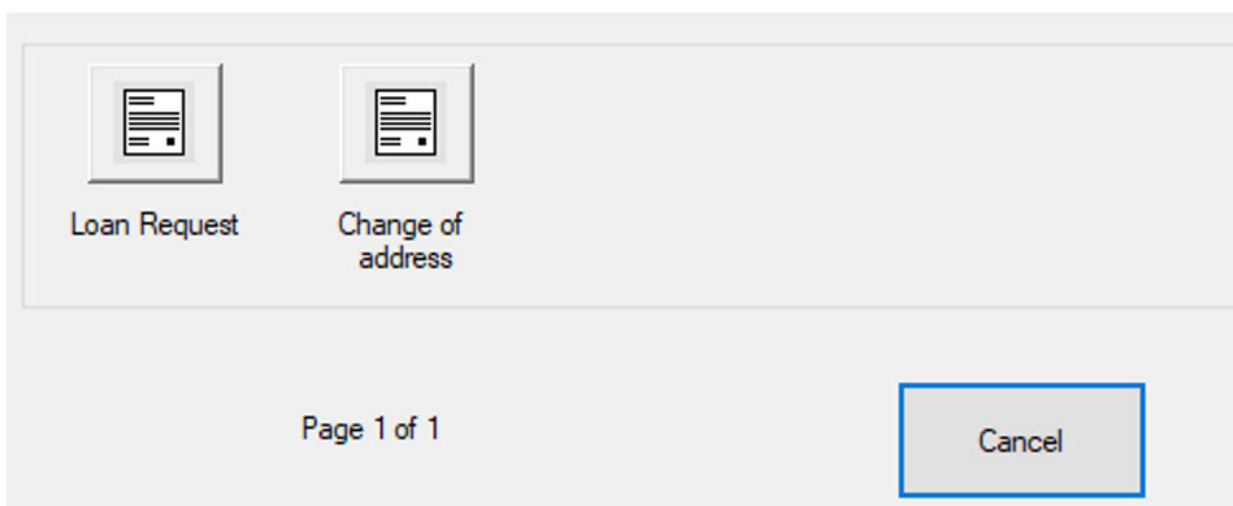 Loan Request
Change of
address
Page 1 of 1
Cancel